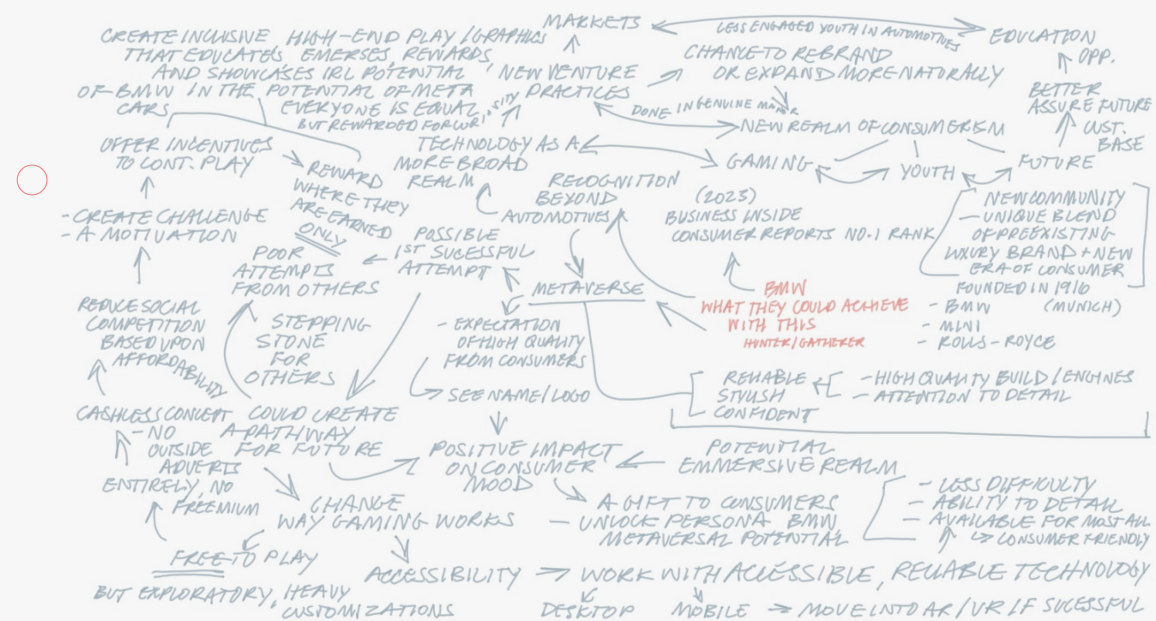 MARKETS
LESS ENGAGED YOUTH IN AUTOMOTIVES
EDUCATION
OPP.
BETTER
ASSURE FUTURE
CUST.
BASE
CREATE INCLUSIVE HIGH-END PLAY/GRAPHICS
THAT EDUCATES, EMERSES, REWARDS,
AND SHOWCASES IRL POTENTIAL
OF BMW IN THE POTENTIAL OF META
CARS
EVERYONE IS EQUAL
BUT REWARDED FOR CURIOSITY
NEW VENTURE
PRACTICES
CHANCE TO REBRAND
OR EXPAND MORE NATURALLY
DONE IN GENUINE MANOR
NEW REALM OF CONSUMERISM
GAMING
YOUTH
FUTURE
OFFER INCENTIVES
TO CONT. PLAY
REWARD
WHERE THEY
ARE EARNED
ONLY
TECHNOLOGY AS A
MORE BROAD
REALM
RECOGNITION
BEYOND
AUTOMOTIVES
(2023)
BUSINESS INSIDE
CONSUMER REPORTS NO.1 RANK
NEW COMMUNITY
- UNIQUE BLEND
OF PREEXISTING
LUXURY BRAND + NEW
ERA OF CONSUMER
- CREATE CHALLENGE
- A MOTIVATION
POOR
ATTEMPTS
FROM OTHERS
POSSIBLE
1ST SUCESSFUL
ATTEMPT
METAVERSE
BMW
WHAT THEY COULD ACHIEVE
WITH THIS
HUNTER/GATHERER
FOUNDED IN 1916
- BMW (MUNICH)
- MINI
- ROLLS-ROYCE
REDUCE SOCIAL
COMPETITION
BASED UPON
AFFORDABILITY
STEPPING
STONE
FOR
OTHERS
- EXPECTATION
OF HIGH QUALITY
FROM CONSUMERS
SEE NAME/LOGO
RELIABLE
STYLISH
CONFIDENT
- HIGH QUALITY BUILD/ENGINES
- ATTENTION TO DETAIL
CASHLESS CONCEPT
- NO
OUTSIDE
ADVERTS
ENTIRELY, NO
FREEMIUM
COULD CREATE
A PATHWAY
FOR FUTURE
POSITIVE IMPACT
ON CONSUMER
MOOD
POTENTIAL
EMMERSIVE REALM
- LESS DIFFICULTY
- ABILITY TO DETAIL
- AVAILABLE FOR MOST ALL
CONSUMER FRIENDLY
CHANGE
WAY GAMING WORKS
A GIFT TO CONSUMERS
- UNLOCK PERSONA BMW
METAVERSAL POTENTIAL
FREE TO PLAY
BUT EXPLORATORY, HEAVY
CUSTOMIZATIONS
ACCESSIBILITY
WORK WITH ACCESSIBLE, RELIABLE TECHNOLOGY
DESKTOP
MOBILE
MOVE INTO AR/VR IF SUCESSFUL